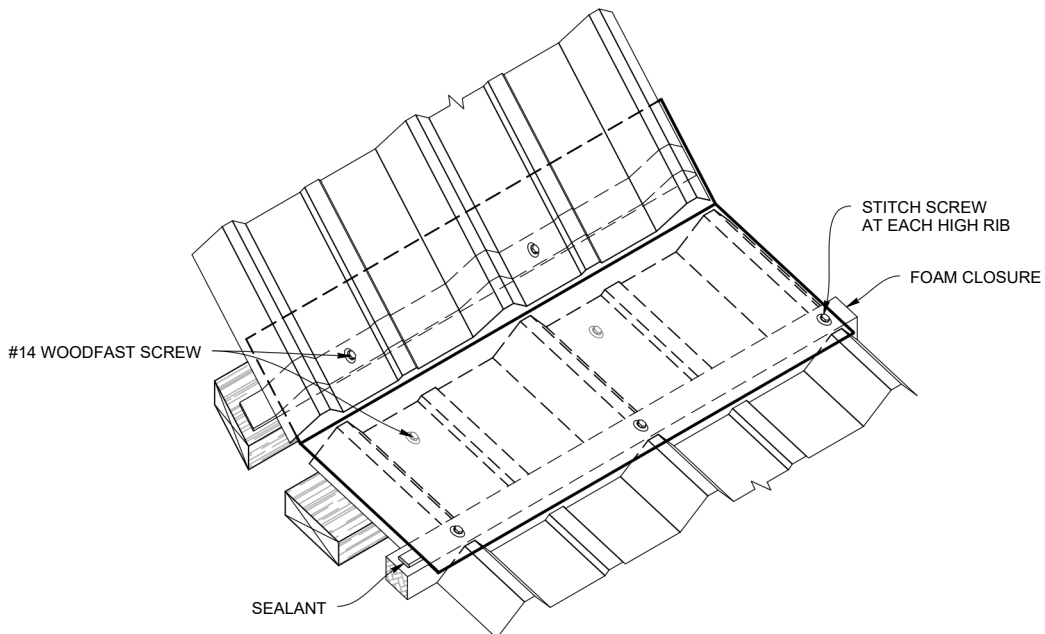 STITCH SCREW
AT EACH HIGH RIB
FOAM CLOSURE
#14 WOODFAST SCREW
SEALANT